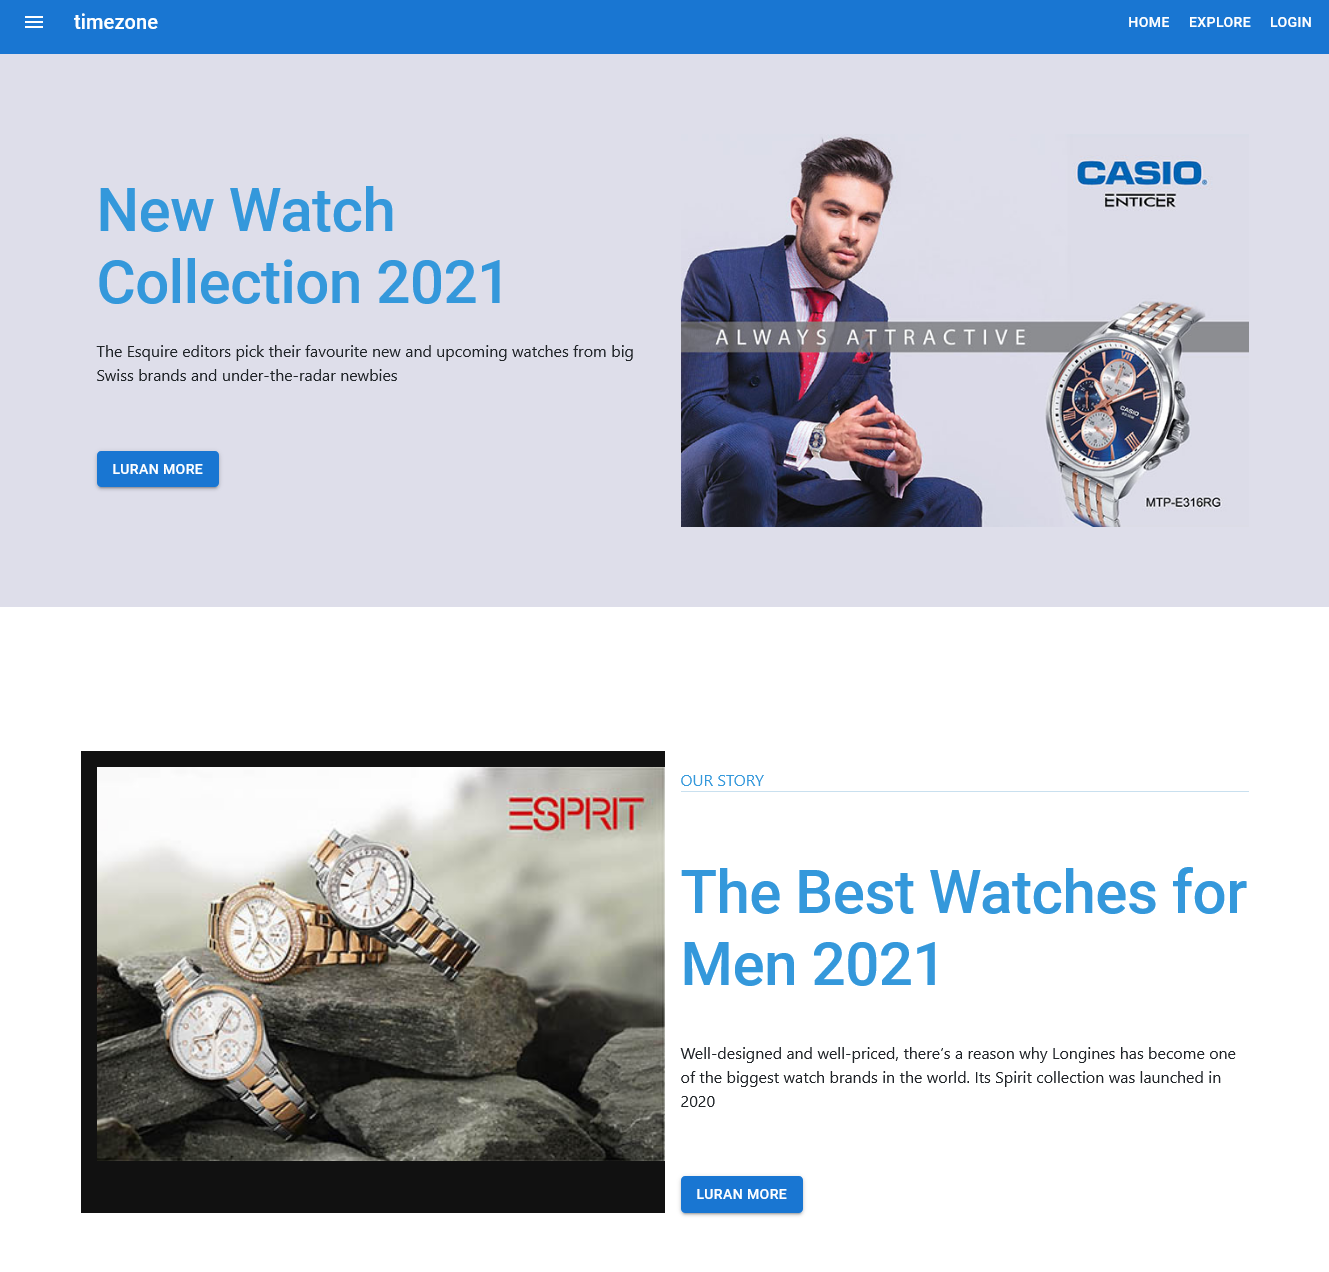 timezone
HOME EXPLORE LOGIN
New Watch
Collection 2021
The Esquire editors pick their favourite new and upcoming watches from big
Swiss brands and under-the-radar newbies
LURAN MORE
CASIO
ENTICER
ALWAYS ATTRACTIVE
CASIO
MTP-E316RG
ESPRIT
OUR STORY
The Best Watches for
Men 2021
Well-designed and well-priced, there’s a reason why Longines has become one
of the biggest watch brands in the world. Its Spirit collection was launched in
2020
LURAN MORE